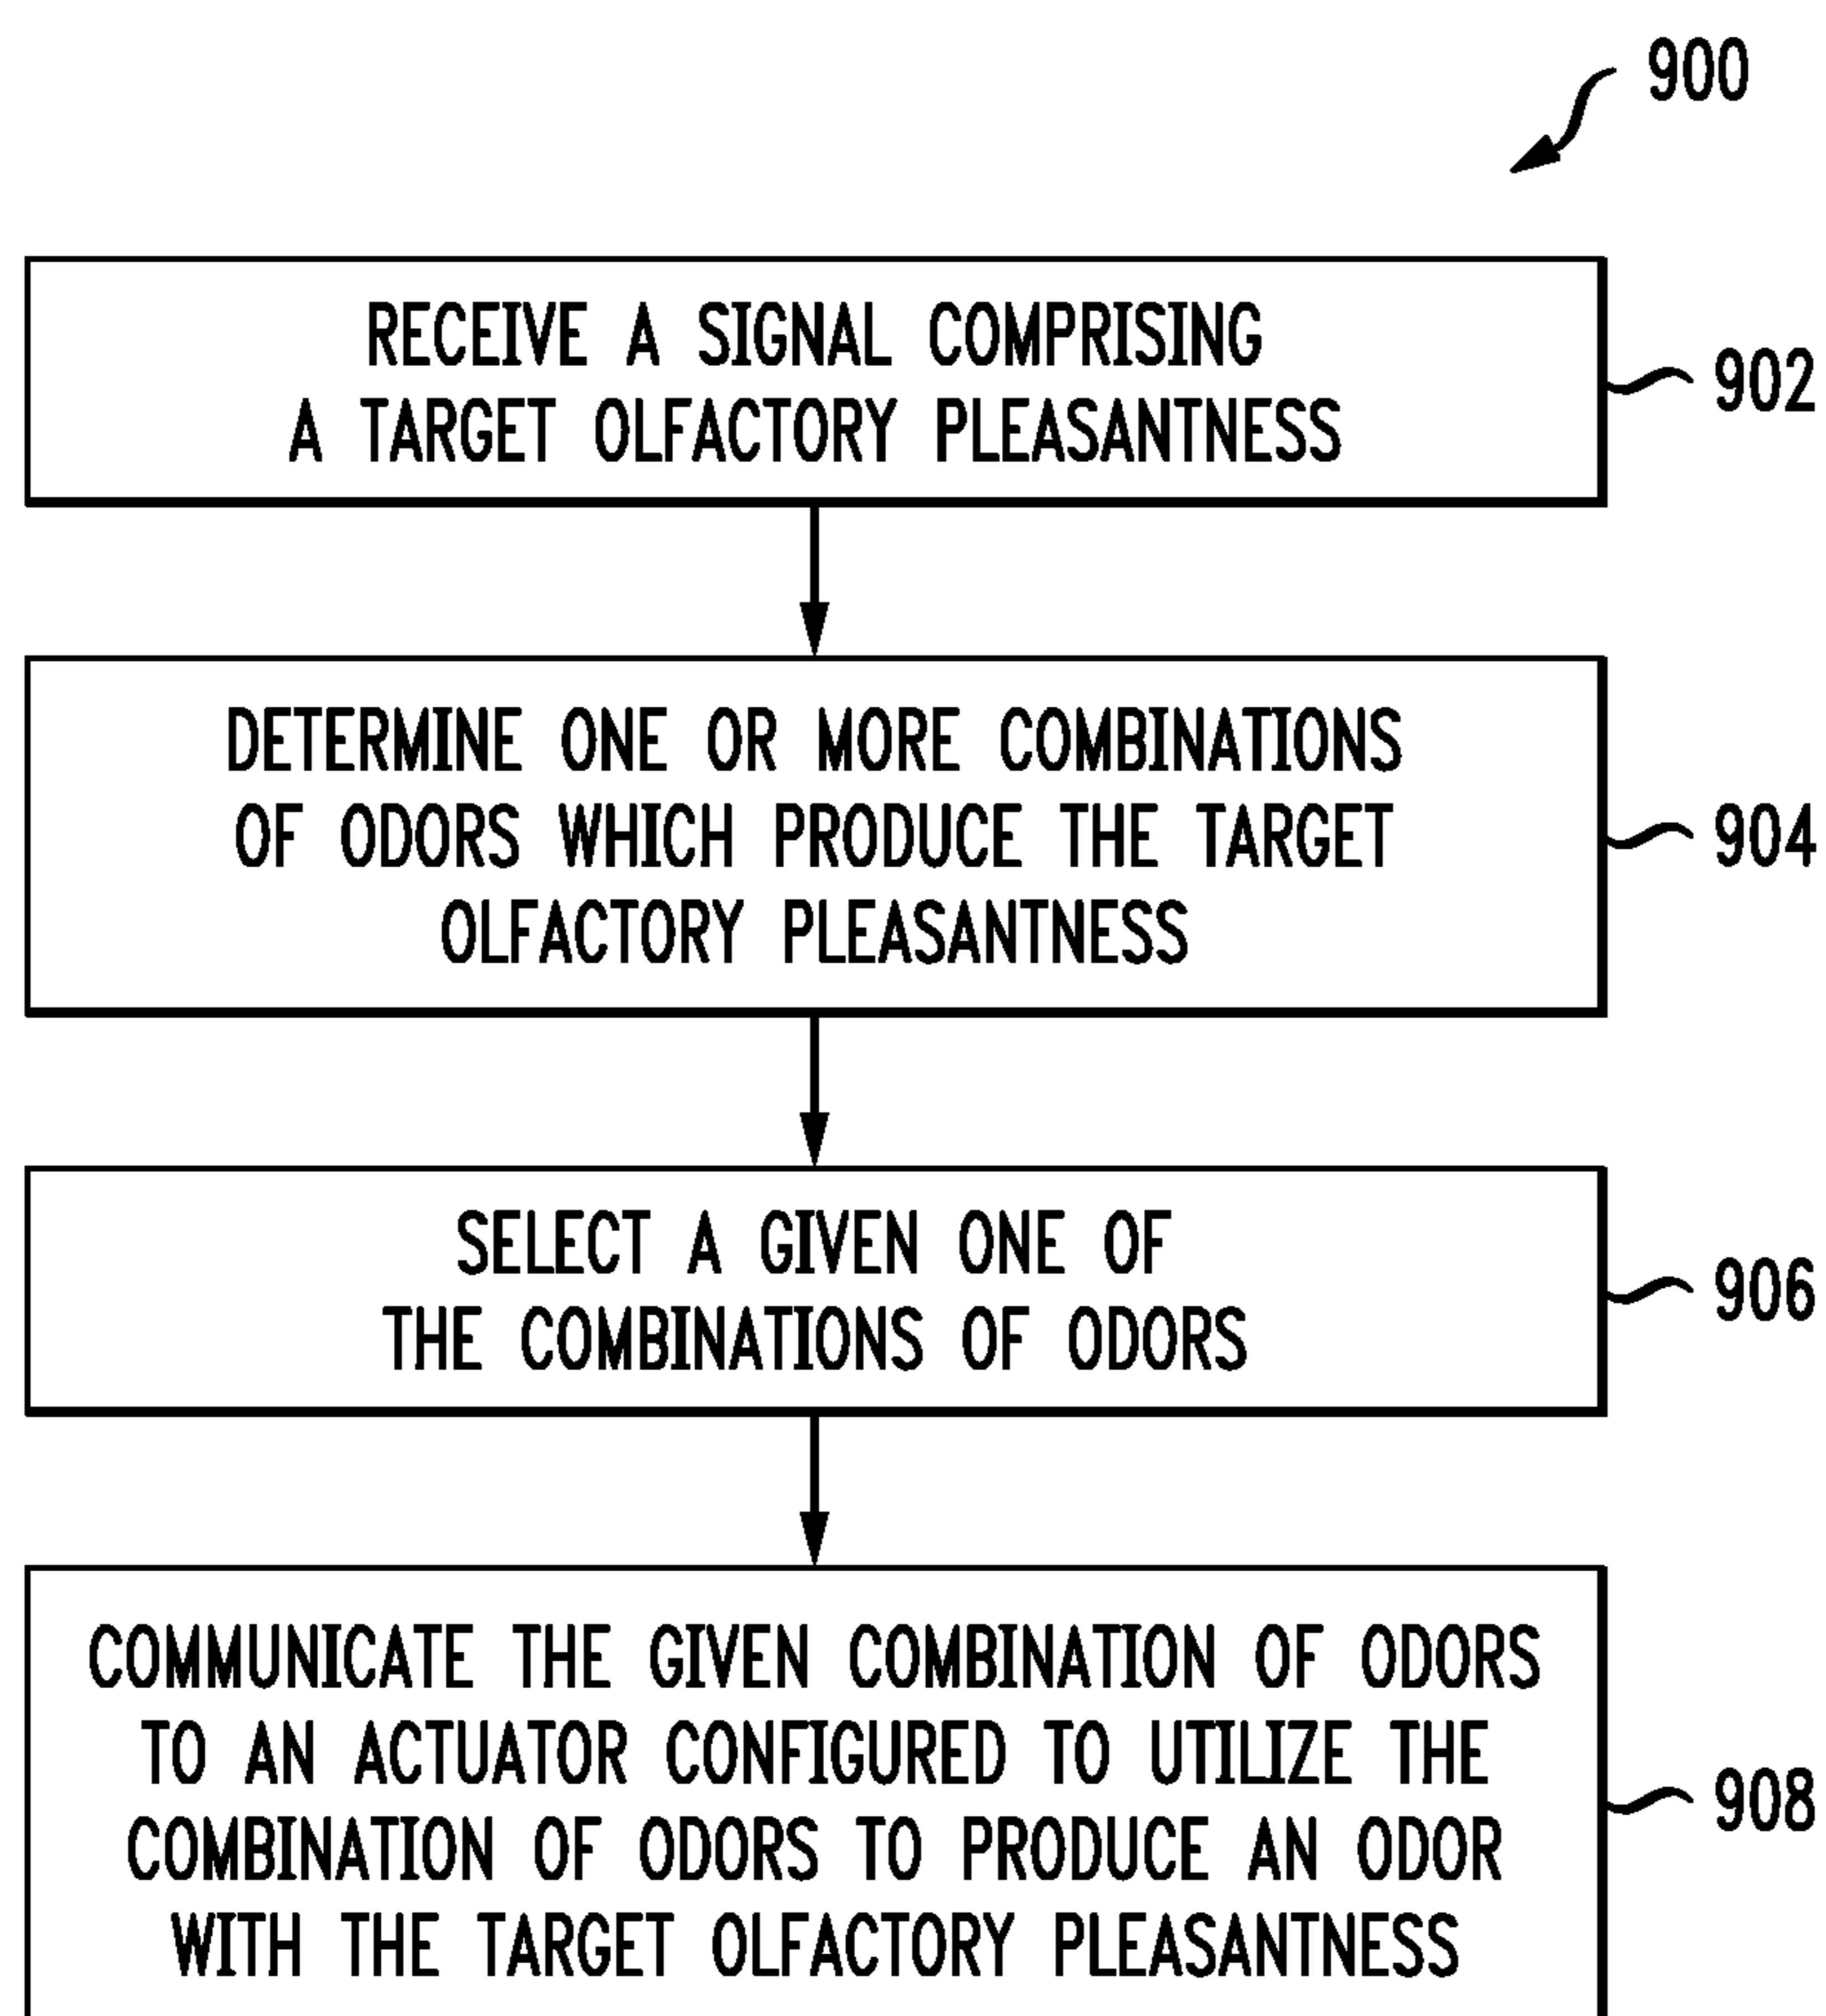 900
RECEIVE A SIGNAL COMPRISING
A TARGET OLFACTORY PLEASANTNESS
902
DETERMINE ONE OR MORE COMBINATIONS
OF ODORS WHICH PRODUCE THE TARGET
OLFACTORY PLEASANTNESS
904
SELECT A GIVEN ONE OF
THE COMBINATIONS OF ODORS
906
COMMUNICATE THE GIVEN COMBINATION OF ODORS
TO AN ACTUATOR CONFIGURED TO UTILIZE THE
COMBINATION OF ODORS TO PRODUCE AN ODOR
WITH THE TARGET OLFACTORY PLEASANTNESS
908